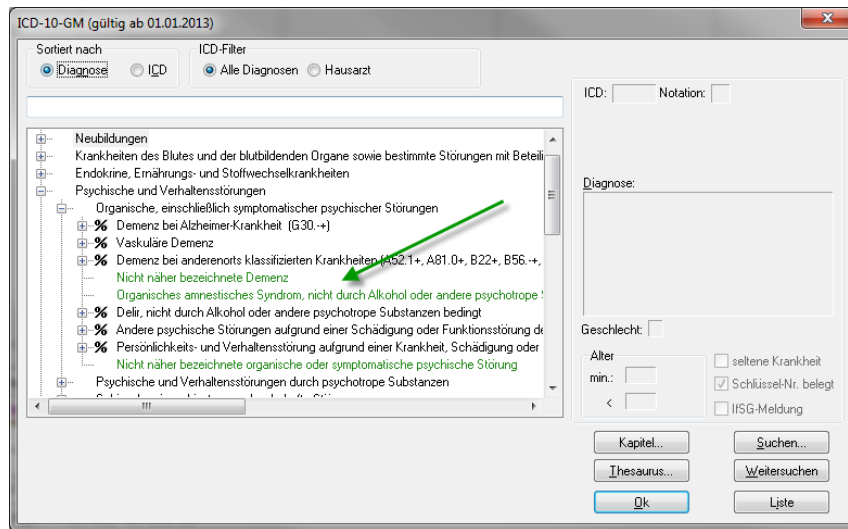 ICD-10-GM (gültig ab 01.01.2013)
Sortiert nach
Diagnose
ICD
ICD-Filter
Alle Diagnosen
Hausarzt
Neubildungen
Krankheiten des Blutes und der blutbildenden Organe sowie bestimmte Störungen mit Beteili
Endokrine, Ernährungs- und Stoffwechselkrankheiten
Psychische und Verhaltensstörungen
Organische, einschließlich symptomatischer psychischer Störungen
% Demenz bei Alzheimer-Krankheit (G30.-+)
% Vaskuläre Demenz
% Demenz bei anderenorts klassifizierten Krankheiten (A52.1+, A81.0+, B22+, B56.-+,
Nicht näher bezeichnete Demenz
Organisches amnestisches Syndrom, nicht durch Alkohol oder andere psychotrope
% Delir, nicht durch Alkohol oder andere psychotrope Substanzen bedingt
% Andere psychische Störungen aufgrund einer Schädigung oder Funktionsstörung de
% Persönlichkeits- und Verhaltensstörung aufgrund einer Krankheit, Schädigung oder
Nicht näher bezeichnete organische oder symptomatische psychische Störung
Psychische und Verhaltensstörungen durch psychotrope Substanzen
ICD:
Notation:
Diagnose:
Geschlecht:
Alter
min.:
<
seltene Krankheit
Schlüssel-Nr. belegt
IfSG-Meldung
Kapitel...
Suchen...
Thesaurus...
Weitersuchen
Ok
Liste